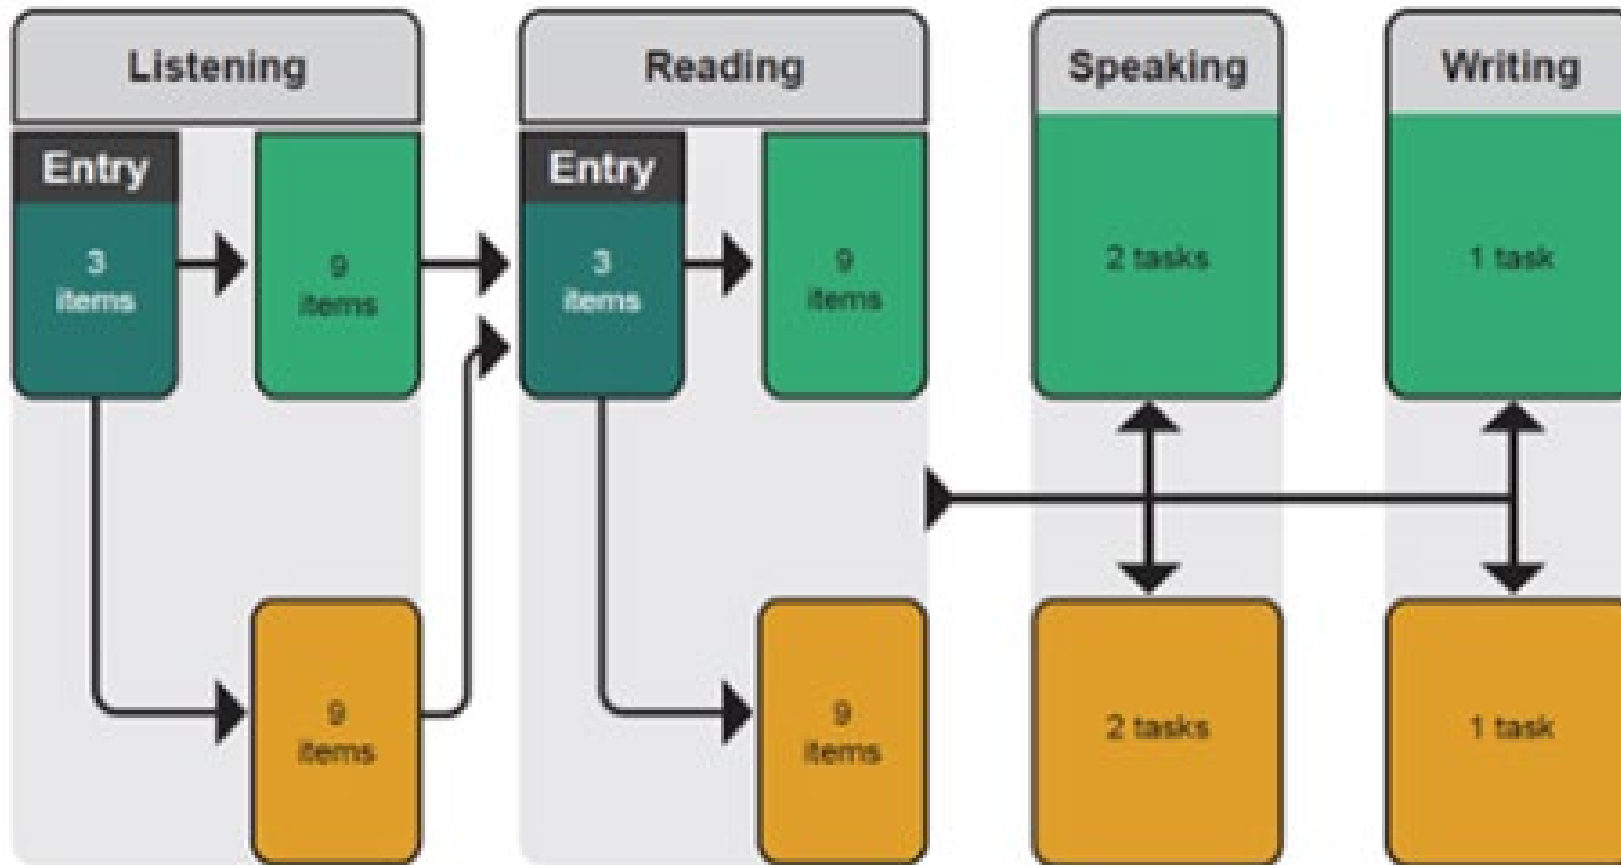 Listening
Reading
Speaking
Writing
Entry
3
items
9
items
Entry
3
items
9
items
2 tasks
1 task
9
items
9
items
2 tasks
1 task